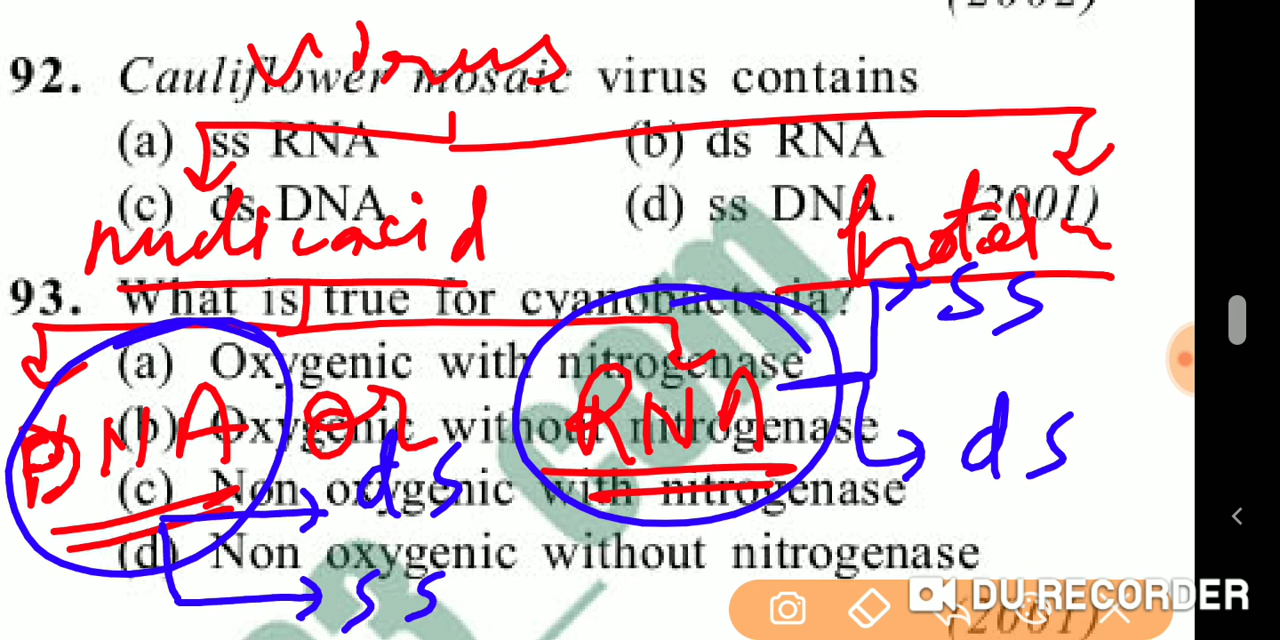 (2002)
virus
92. Cauliflower mosaic virus contains
(a) ss RNA (b) ds RNA
(c) ds DNA (d) ss DNA. (2001)
nucleic acid protein
93. What is true for cyanobacteria?
ss
(a) Oxygenic with nitrogenase
DNA or RNA
(b) Oxygenic without nitrogenase
ds ds
(c) Non oxygenic with nitrogenase
(d) Non oxygenic without nitrogenase
ss
DU RECORDER
(2001)